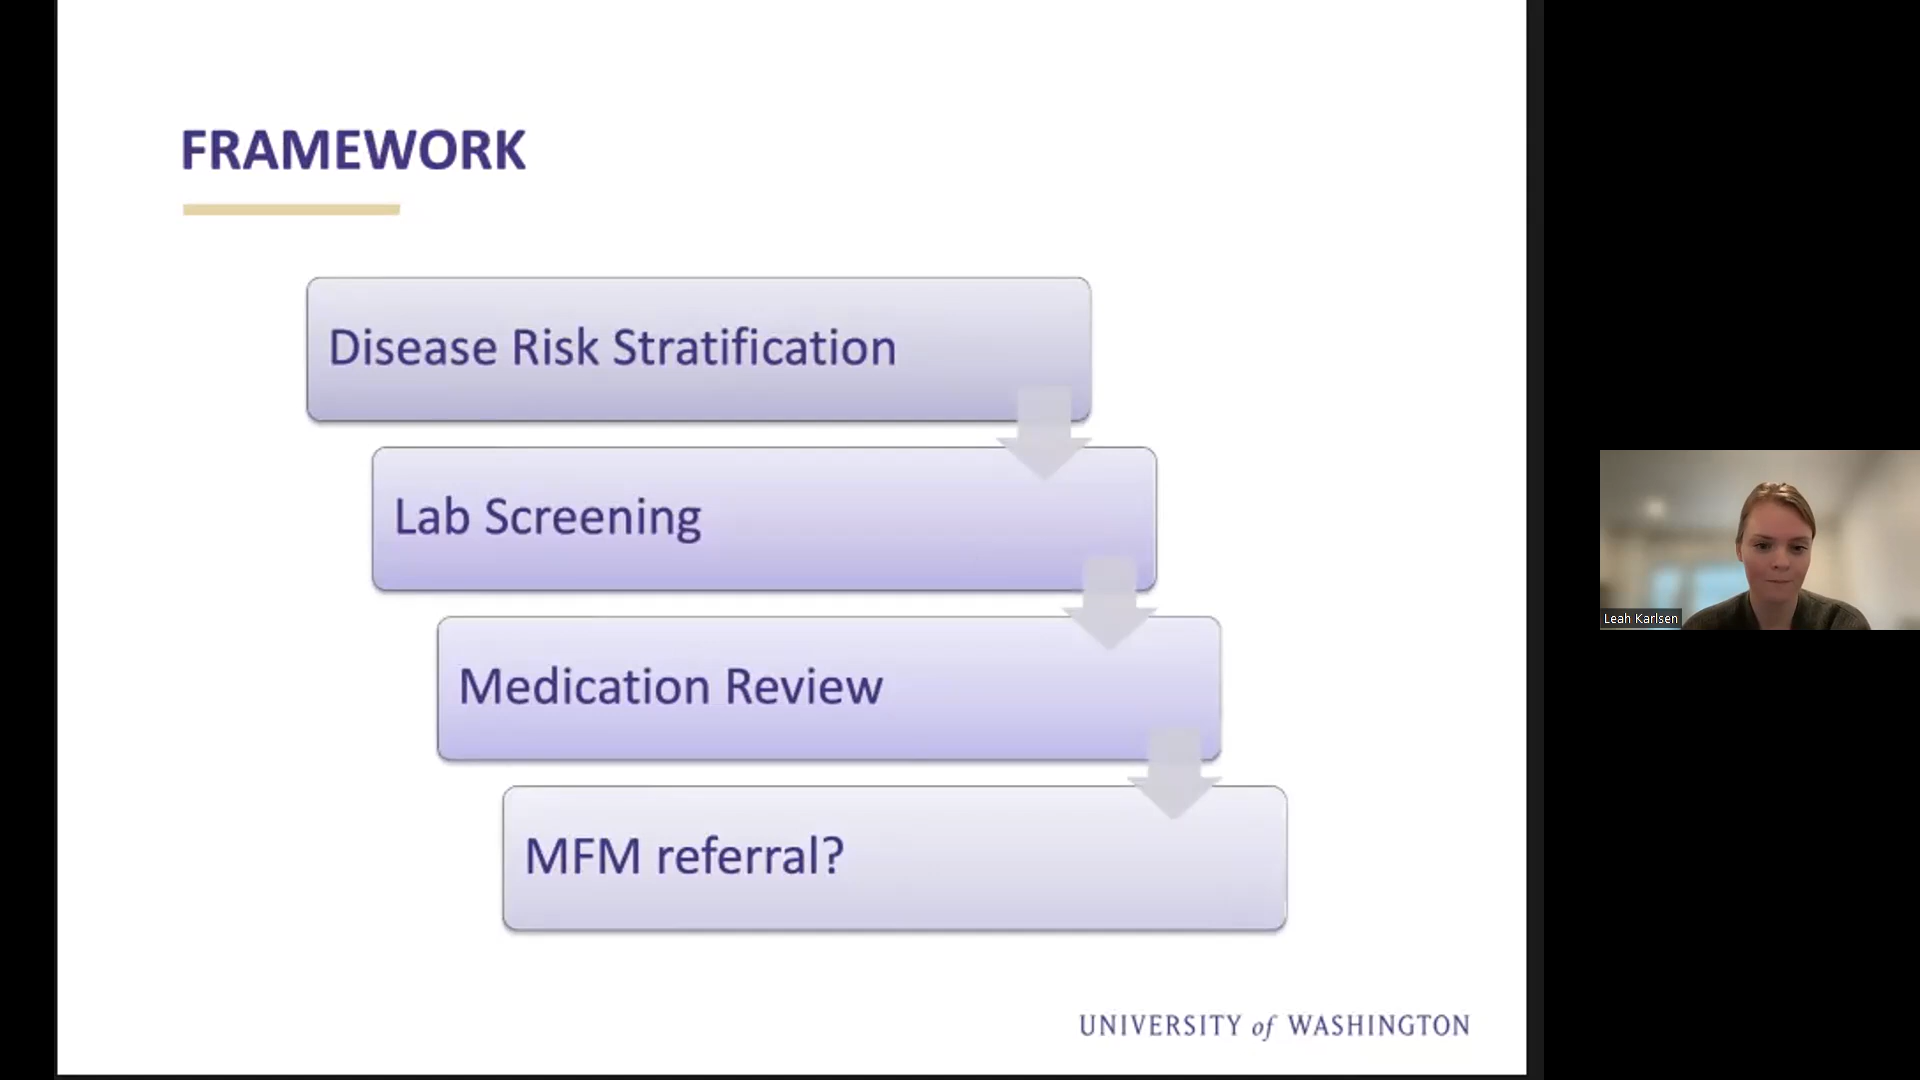 FRAMEWORK
Disease Risk Stratification
Lab Screening
Medication Review
MFM referral?
UNIVERSITY of WASHINGTON
Leah Karlsen